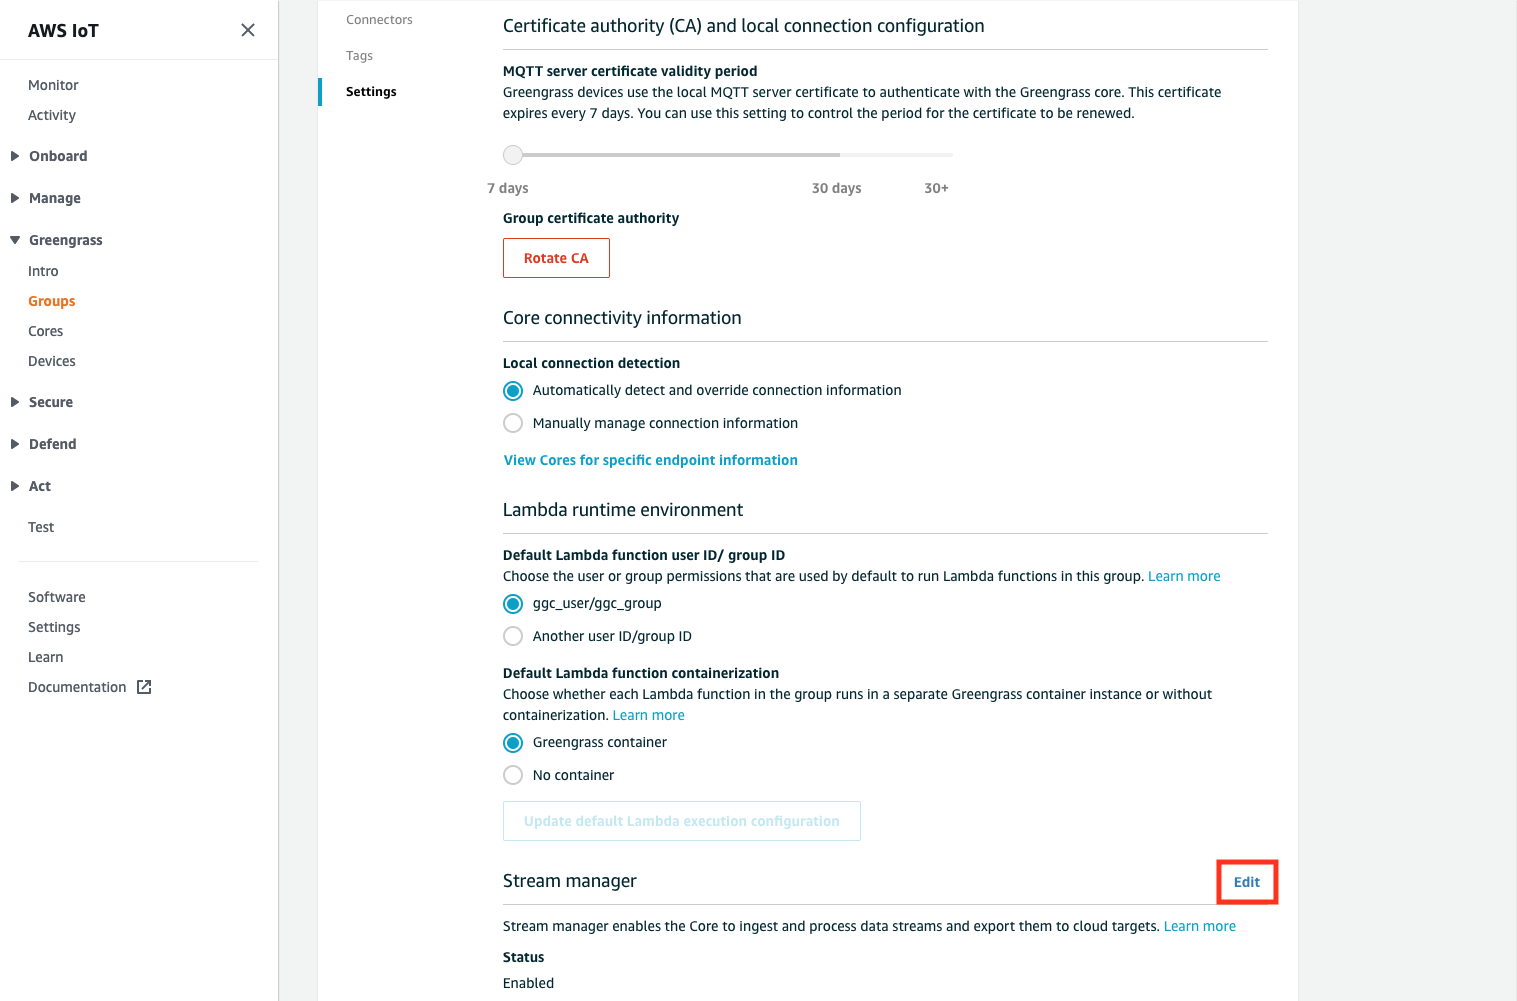 AWS IoT
Monitor
Activity
Onboard
Manage
Greengrass
Intro
Groups
Cores
Devices
Secure
Defend
Act
Test
Software
Settings
Learn
Documentation
Connectors
Tags
Settings
Certificate authority (CA) and local connection configuration
MQTT server certificate validity period
Greengrass devices use the local MQTT server certificate to authenticate with the Greengrass core. This certificate
expires every 7 days. You can use this setting to control the period for the certificate to be renewed.
7 days 30 days 30+
Group certificate authority
Rotate CA
Core connectivity information
Local connection detection
Automatically detect and override connection information
Manually manage connection information
View Cores for specific endpoint information
Lambda runtime environment
Default Lambda function user ID/ group ID
Choose the user or group permissions that are used by default to run Lambda functions in this group. Learn more
ggc_user/ggc_group
Another user ID/group ID
Default Lambda function containerization
Choose whether each Lambda function in the group runs in a separate Greengrass container instance or without
containerization. Learn more
Greengrass container
No container
Update default Lambda execution configuration
Stream manager Edit
Stream manager enables the Core to ingest and process data streams and export them to cloud targets. Learn more
Status
Enabled